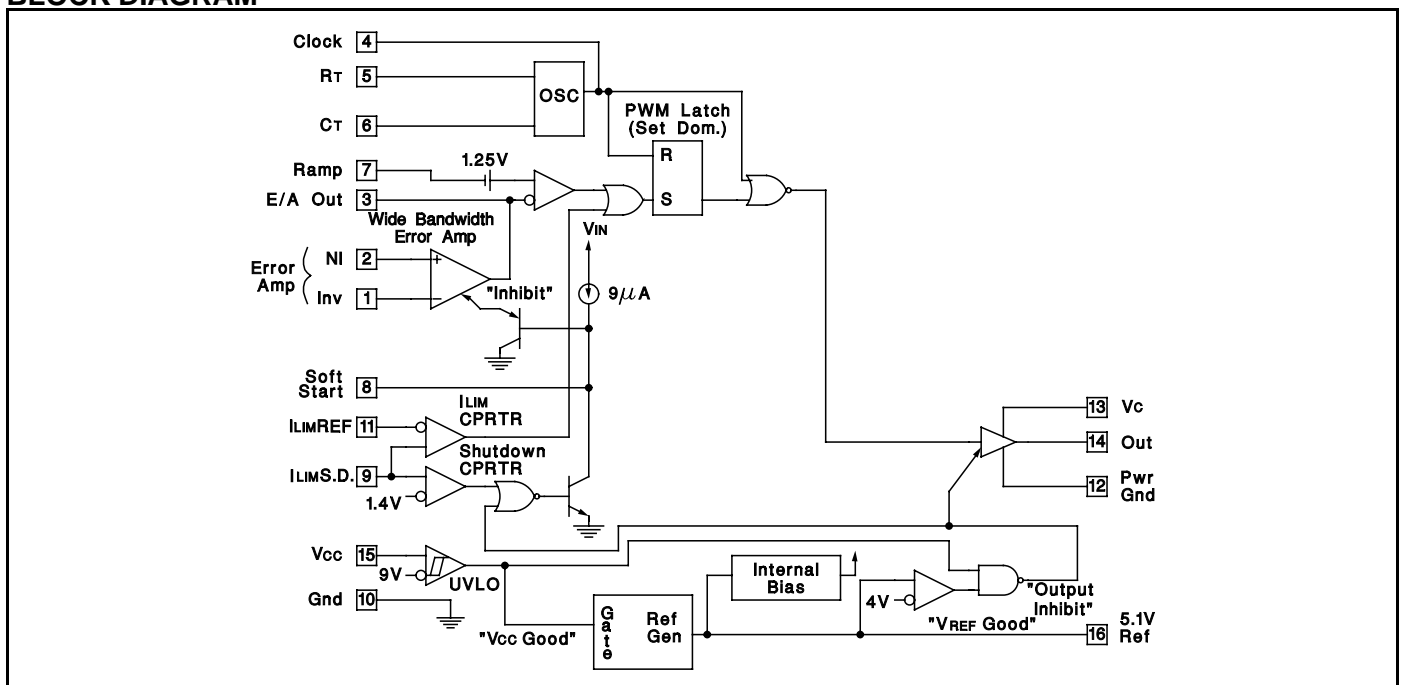 BLOCK DIAGRAM
Clock 4
RT 5
CT 6
OSC
PWM Latch
(Set Dom.)
R
S
Ramp 7
1.25V
E/A Out 3
Wide Bandwidth
Error Amp
Error
Amp
NI 2
Inv 1
+
−
"Inhibit"
VIN
9μA
Soft
Start 8
ILIMREF 11
ILIM
CPRTR
ILIMS.D. 9
Shutdown
CPRTR
1.4V
13 Vc
14 Out
12 Pwr
Gnd
Vcc 15
9V
UVLO
Gnd 10
"Vcc Good"
Gate
Ref
Gen
Internal
Bias
4V
"VREF Good"
"Output
Inhibit"
16 5.1V
Ref